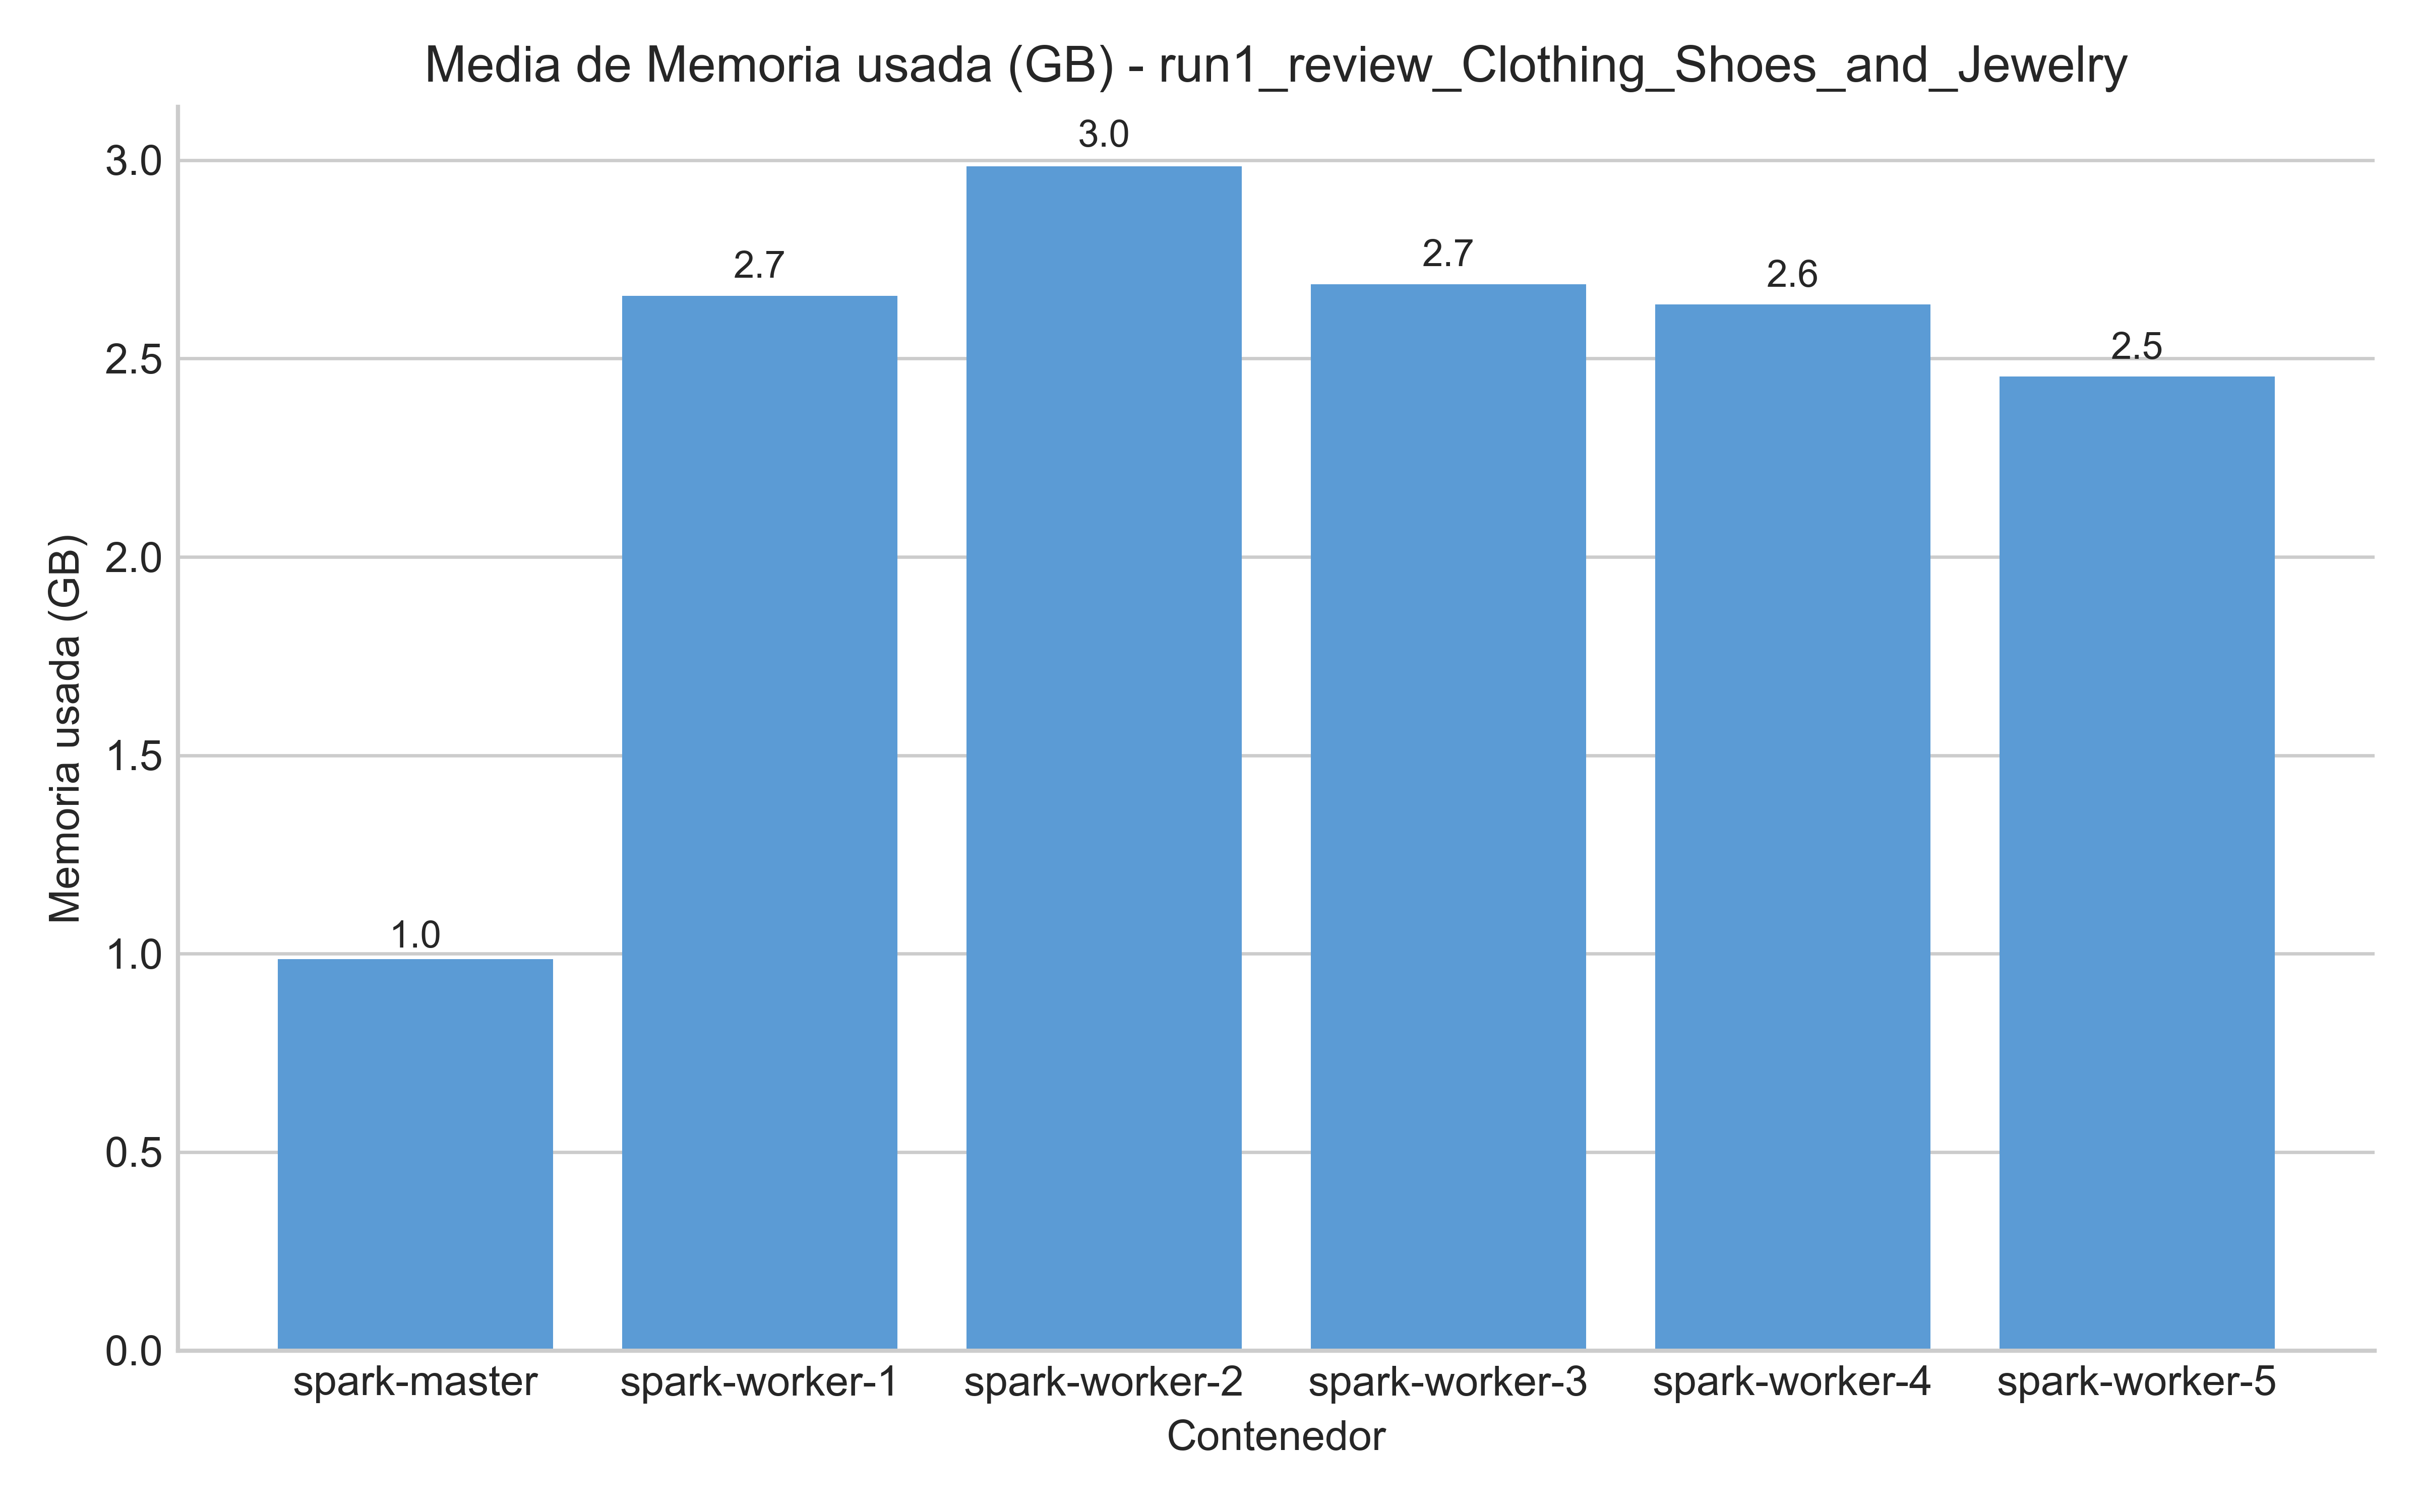 Media de Memoria usada (GB) - run1_review_Clothing_Shoes_and_Jewelry
Memoria usada (GB)
3.0
2.5
2.0
1.5
1.0
0.5
0.0
1.0
2.7
3.0
2.7
2.6
2.5
spark-master
spark-worker-1
spark-worker-2
spark-worker-3
spark-worker-4
spark-worker-5
Contenedor